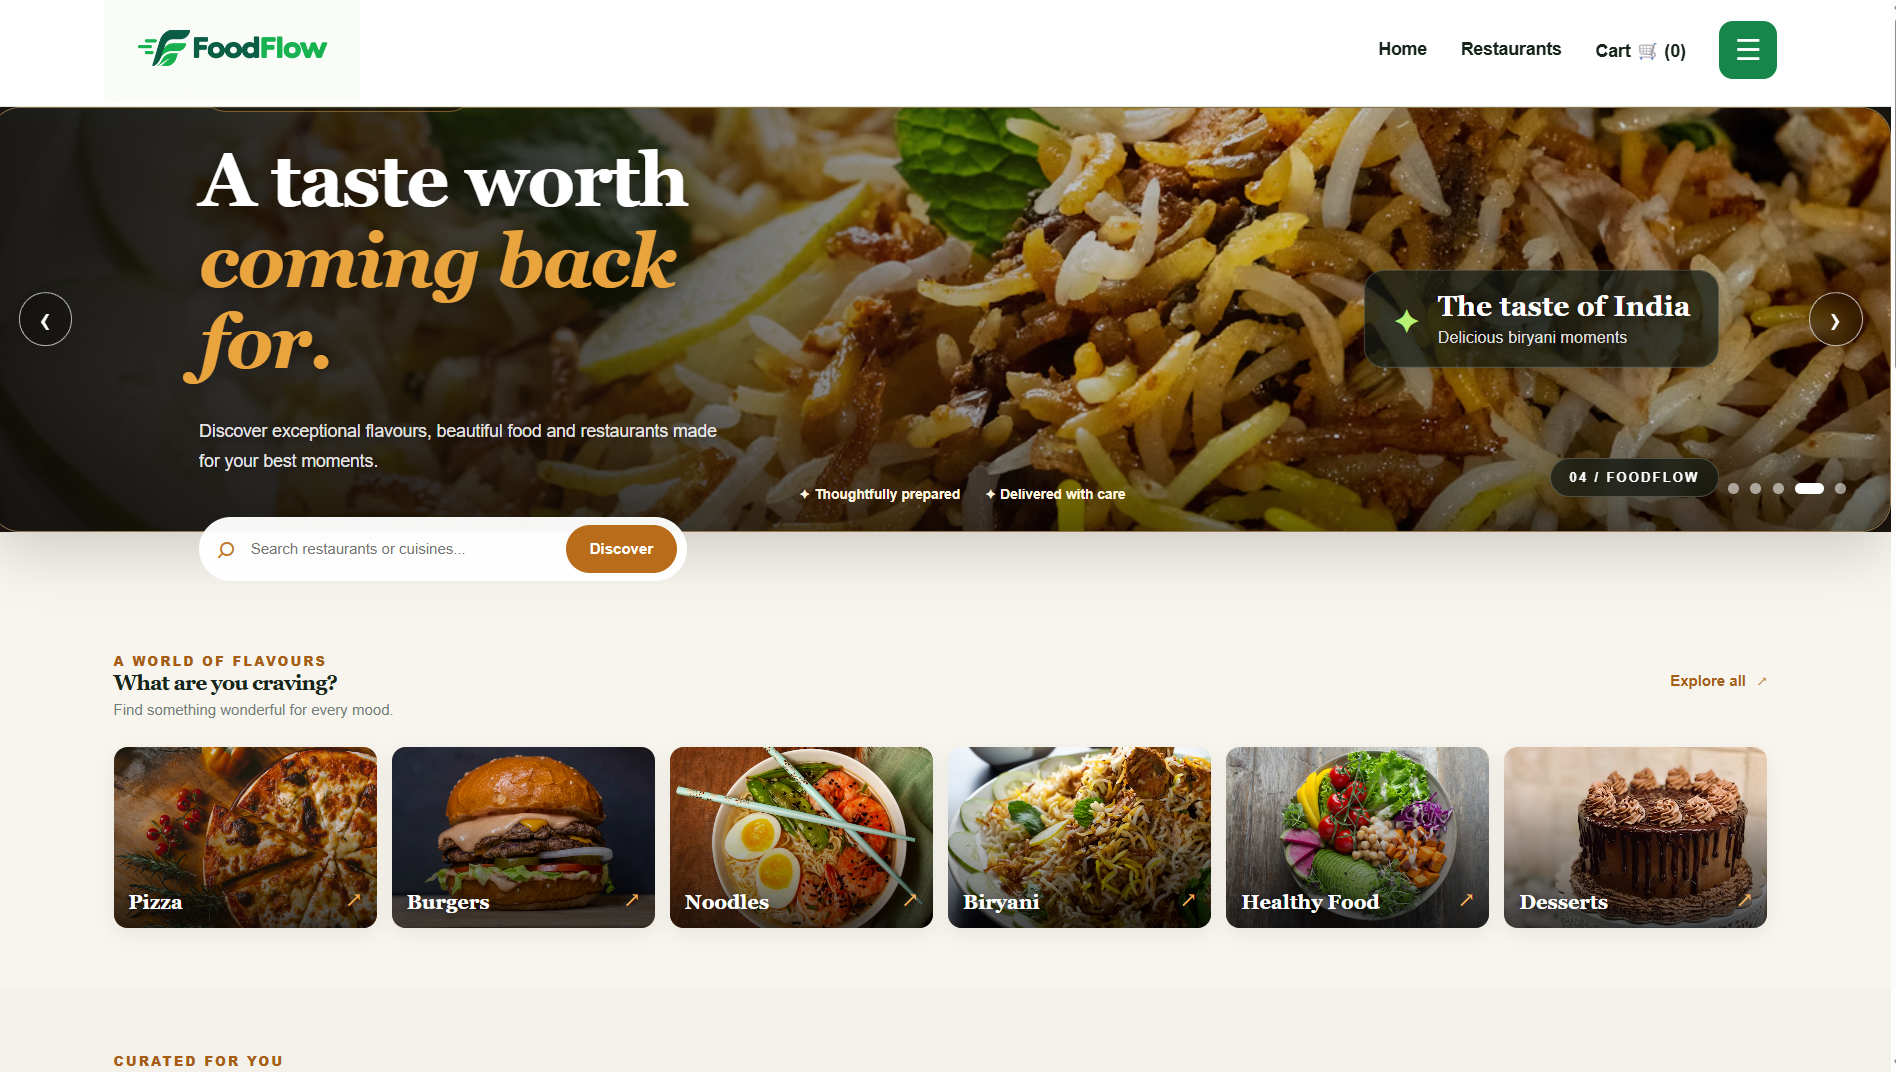 FoodFlow
Home
Restaurants
Cart 🛒 (0)
A taste worth
coming back
for.
The taste of India
Delicious biryani moments
Discover exceptional flavours, beautiful food and restaurants made
for your best moments.
✦ Thoughtfully prepared
✦ Delivered with care
04 / FOODFLOW
Search restaurants or cuisines...
Discover
A WORLD OF FLAVOURS
What are you craving?
Find something wonderful for every mood.
Explore all ↗
Pizza ↗
Burgers ↗
Noodles ↗
Biryani ↗
Healthy Food ↗
Desserts ↗
CURATED FOR YOU